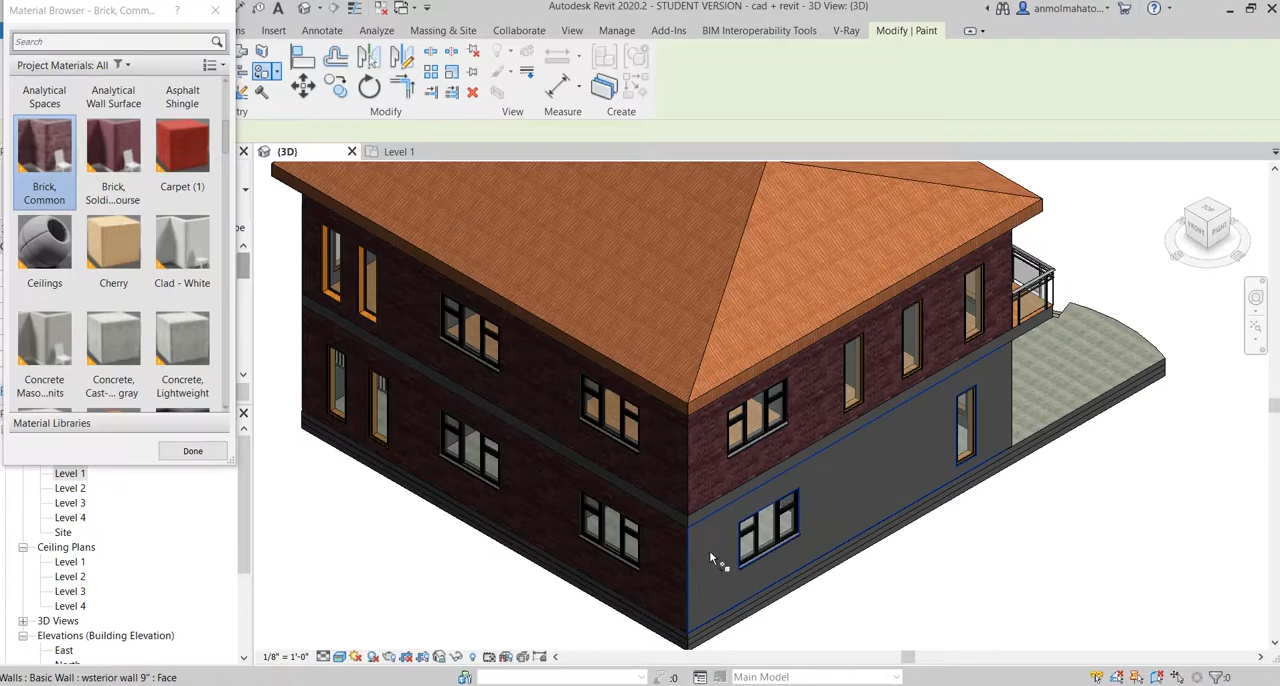 Material Browser - Brick, Comm...
?
Autodesk Revit 2020.2 - STUDENT VERSION - cad + revit - 3D View: {3D}
anmolmahato...
Search
Insert
Annotate
Analyze
Massing & Site
Collaborate
View
Manage
Add-Ins
BIM Interoperability Tools
V-Ray
Modify | Paint
Project Materials: All
Analytical
Spaces
Analytical
Wall Surface
Asphalt
Shingle
Modify
View
Measure
Create
{3D}
Level 1
Brick,
Common
Brick,
Soldi...ourse
Carpet (1)
TOP
FRONT
RIGHT
Ceilings
Cherry
Clad - White
Concrete
Maso...nits
Concrete,
Cast-... gray
Concrete,
Lightweight
Material Libraries
Done
Level 1
Level 2
Level 3
Level 4
Site
Ceiling Plans
Level 1
Level 2
Level 3
Level 4
3D Views
Elevations (Building Elevation)
East
1/8" = 1'-0"
Walls : Basic Wall : wsterior wall 9" : Face
:0
Main Model
:0